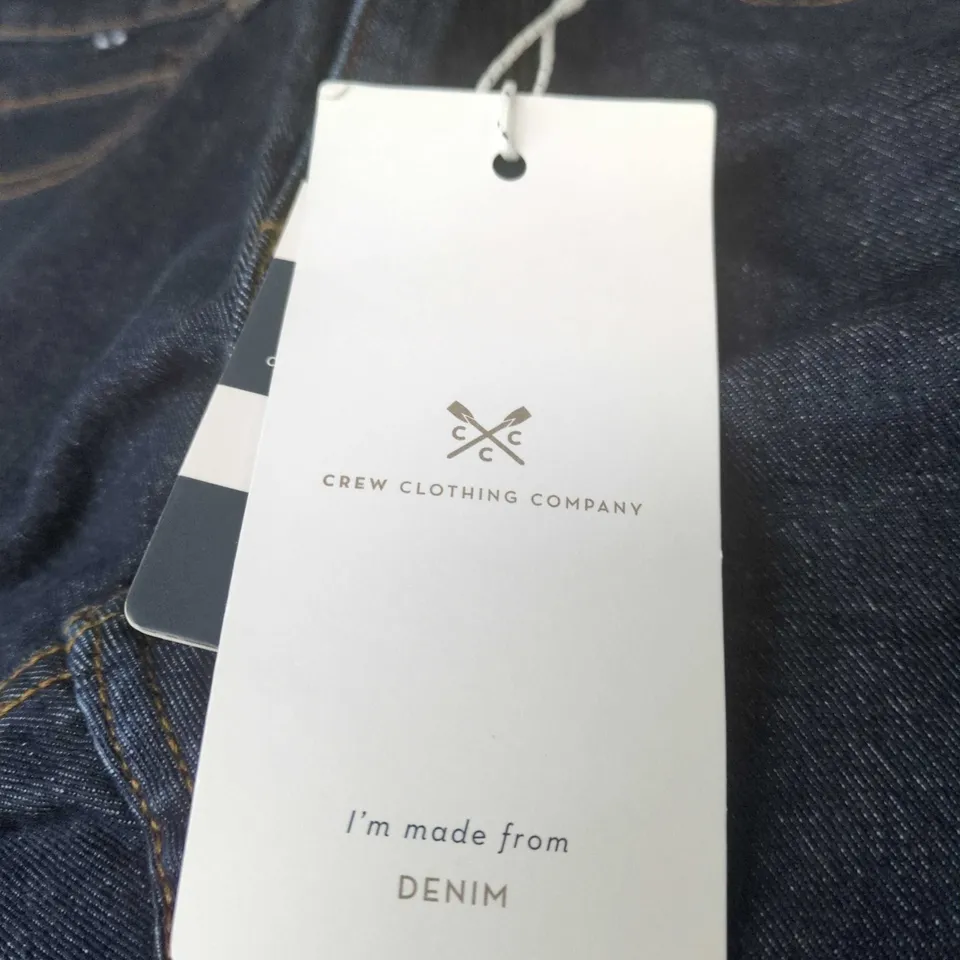 C C
C
CREW CLOTHING COMPANY
I'm made from
DENIM